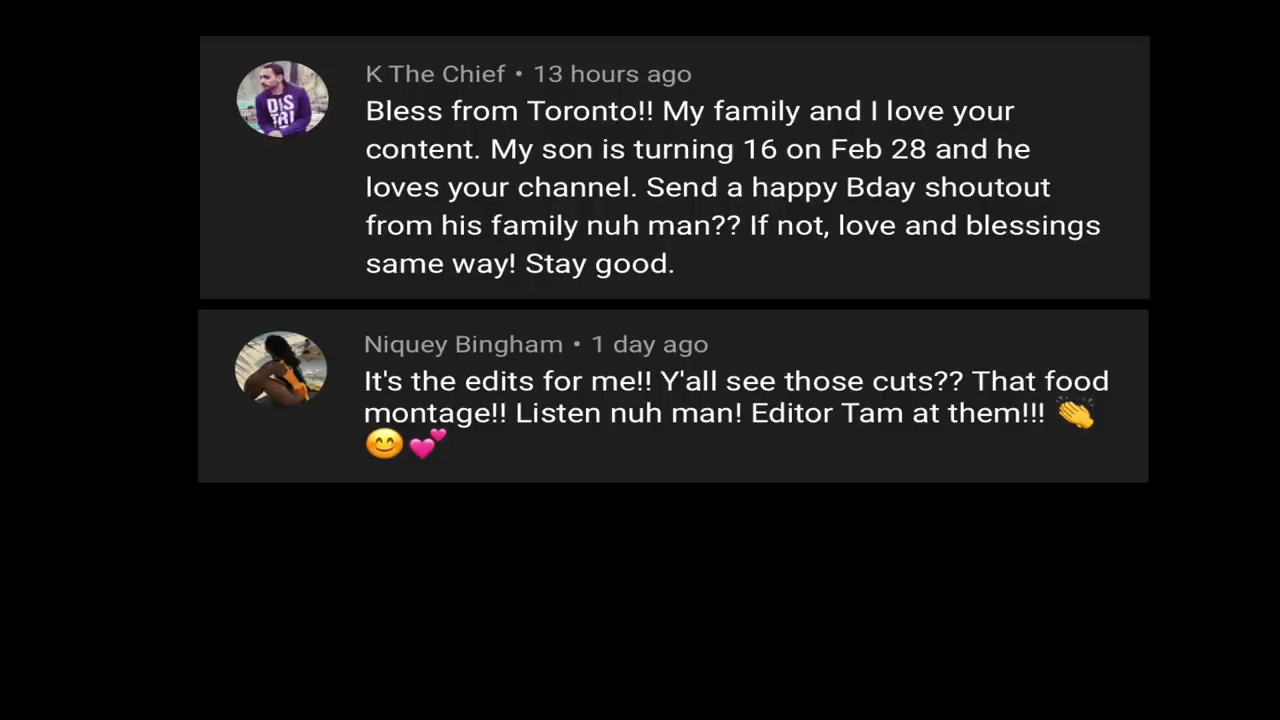 K The Chief • 13 hours ago
Bless from Toronto!! My family and I love your
content. My son is turning 16 on Feb 28 and he
loves your channel. Send a happy Bday shoutout
from his family nuh man?? If not, love and blessings
same way! Stay good.
DIS
TRI
Niquey Bingham • 1 day ago
It's the edits for me!! Y'all see those cuts?? That food
montage!! Listen nuh man! Editor Tam at them!!! 👏
😊💕